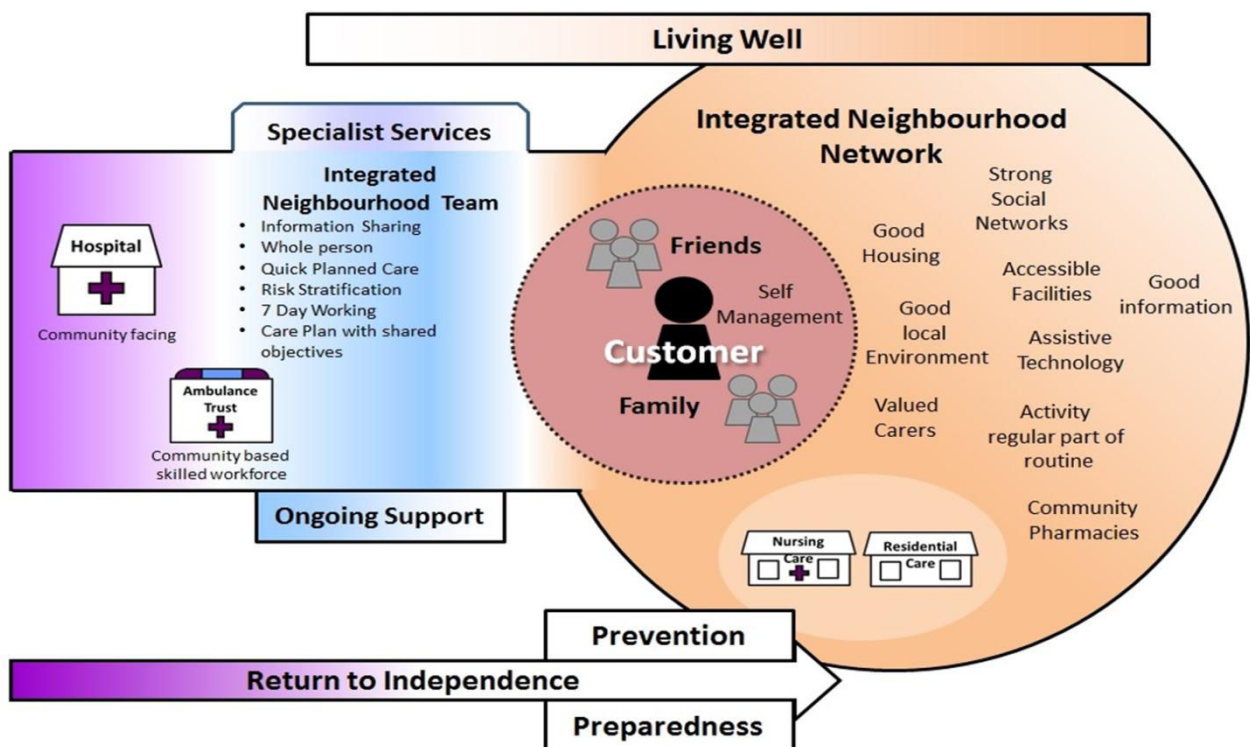 Living Well
Specialist Services
Integrated
Neighbourhood Team
• Information Sharing
• Whole person
• Quick Planned Care
• Risk Stratification
• 7 Day Working
• Care Plan with shared
objectives
Hospital
Community facing
Ambulance
Trust
Community based
skilled workforce
Ongoing Support
Friends
Self
Management
Customer
Family
Integrated Neighbourhood
Network
Strong
Social
Networks
Good
Housing
Accessible
Facilities
Good
information
Good
local
Environment
Assistive
Technology
Valued
Carers
Activity
regular part of
routine
Community
Pharmacies
Nursing
Care
Residential
Care
Prevention
Return to Independence
Preparedness